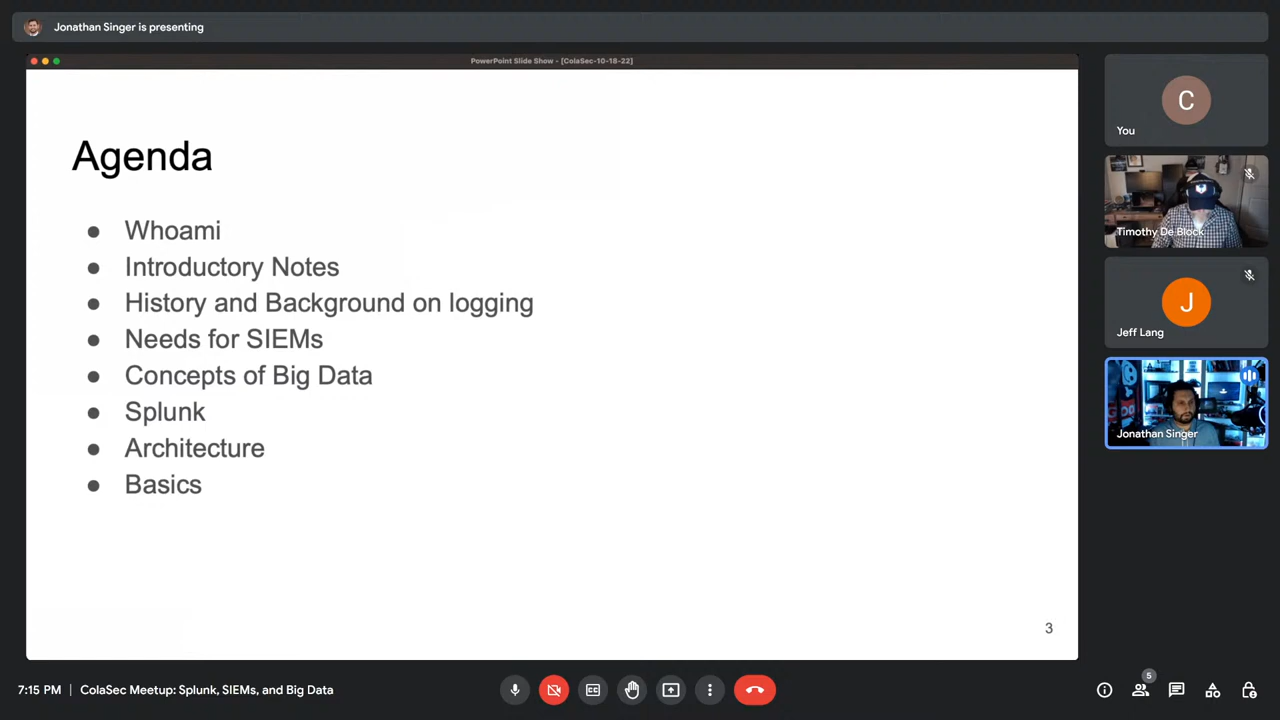 Jonathan Singer is presenting
PowerPoint Slide Show - [ColaSec-10-18-22]
Agenda
● Whoami
● Introductory Notes
● History and Background on logging
● Needs for SIEMs
● Concepts of Big Data
● Splunk
● Architecture
● Basics
3
C
You
Timothy De Block
J
Jeff Lang
Jonathan Singer
7:15 PM | ColaSec Meetup: Splunk, SIEMs, and Big Data
CC
5